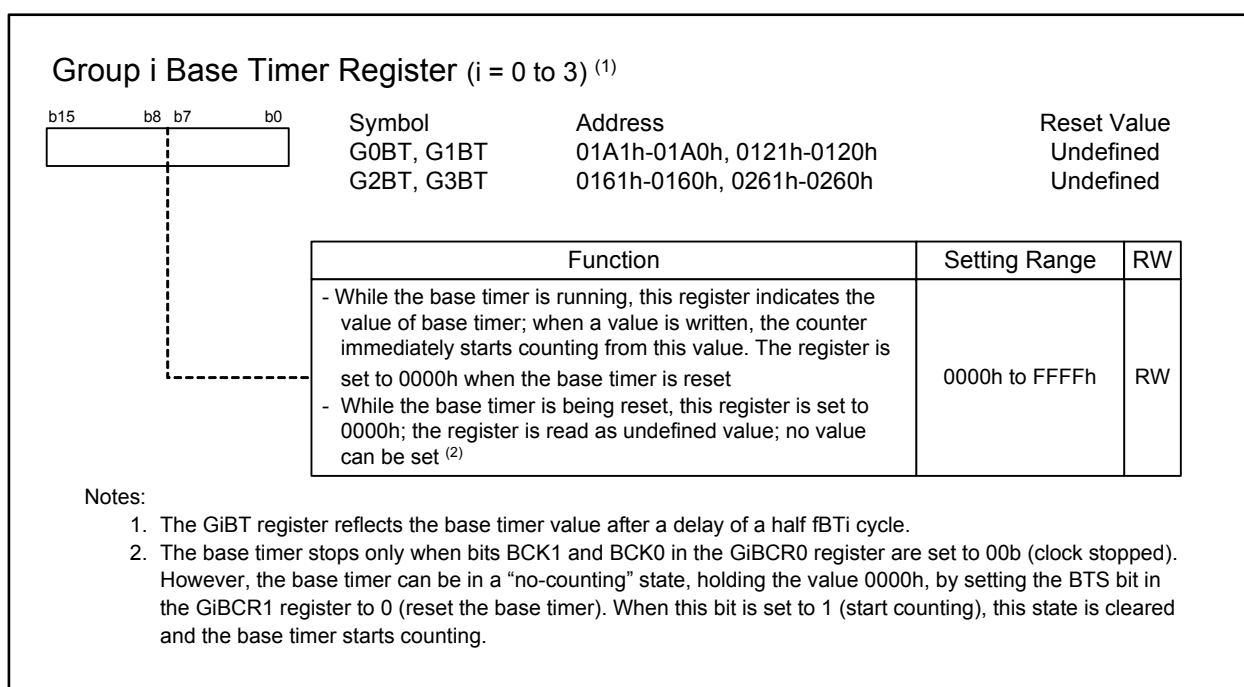 Group i Base Timer Register (i = 0 to 3) (1)
b15 b8 b7 b0
Symbol Address Reset Value
G0BT, G1BT 01A1h-01A0h, 0121h-0120h Undefined
G2BT, G3BT 0161h-0160h, 0261h-0260h Undefined
Function Setting Range RW
- While the base timer is running, this register indicates the
value of base timer; when a value is written, the counter
immediately starts counting from this value. The register is
set to 0000h when the base timer is reset
- While the base timer is being reset, this register is set to
0000h; the register is read as undefined value; no value
can be set (2)
0000h to FFFFh RW
Notes:
1. The GiBT register reflects the base timer value after a delay of a half fBTi cycle.
2. The base timer stops only when bits BCK1 and BCK0 in the GiBCR0 register are set to 00b (clock stopped).
However, the base timer can be in a “no-counting” state, holding the value 0000h, by setting the BTS bit in
the GiBCR1 register to 0 (reset the base timer). When this bit is set to 1 (start counting), this state is cleared
and the base timer starts counting.